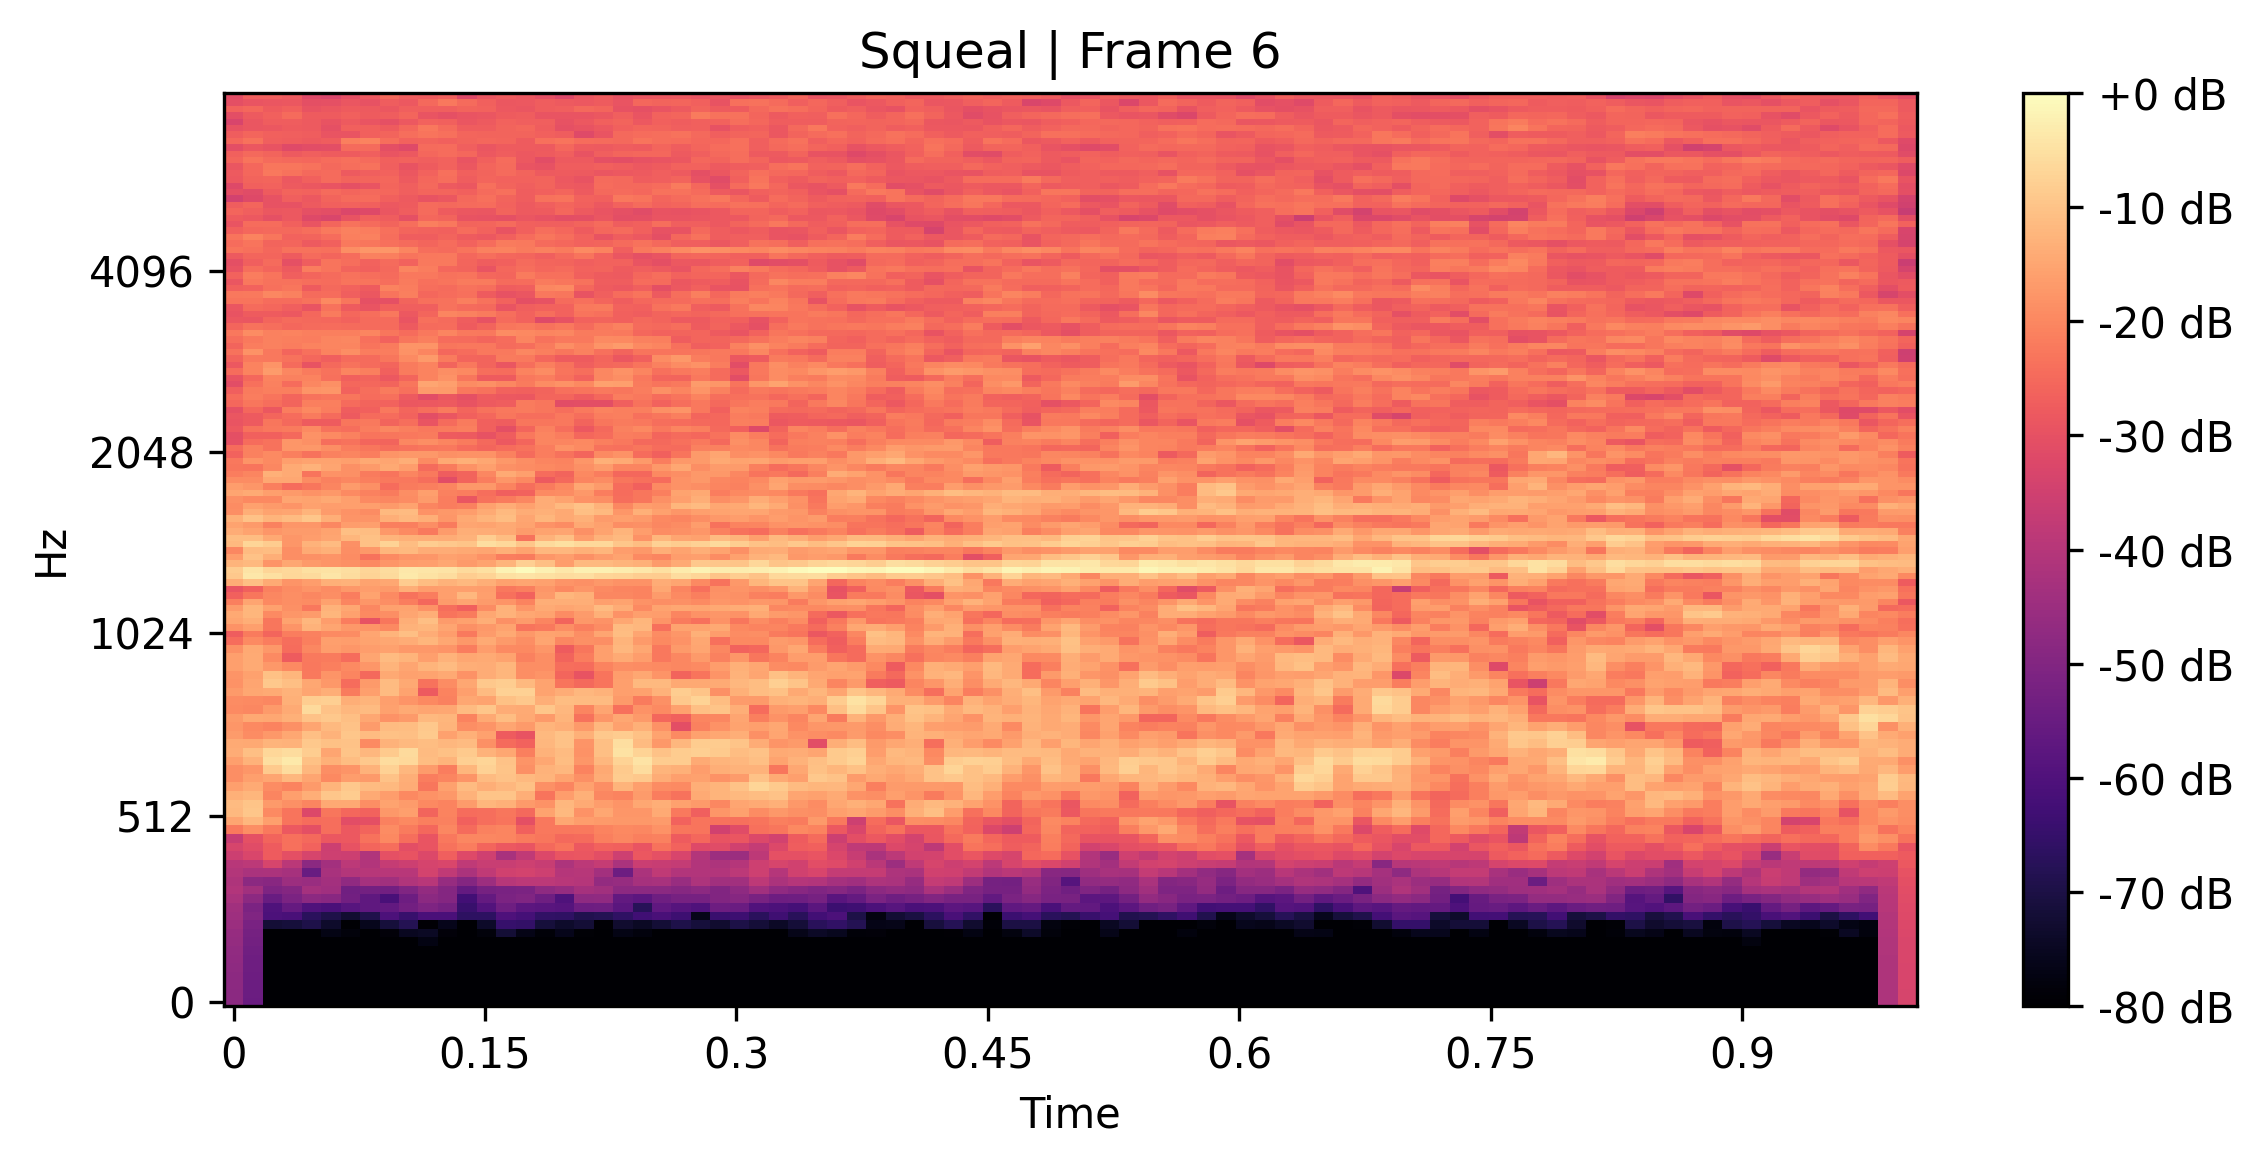 Squeal | Frame 6
+0 dB
-10 dB
-20 dB
-30 dB
-40 dB
-50 dB
-60 dB
-70 dB
-80 dB
Hz
4096
2048
1024
512
0
0 0.15 0.3 0.45 0.6 0.75 0.9
Time